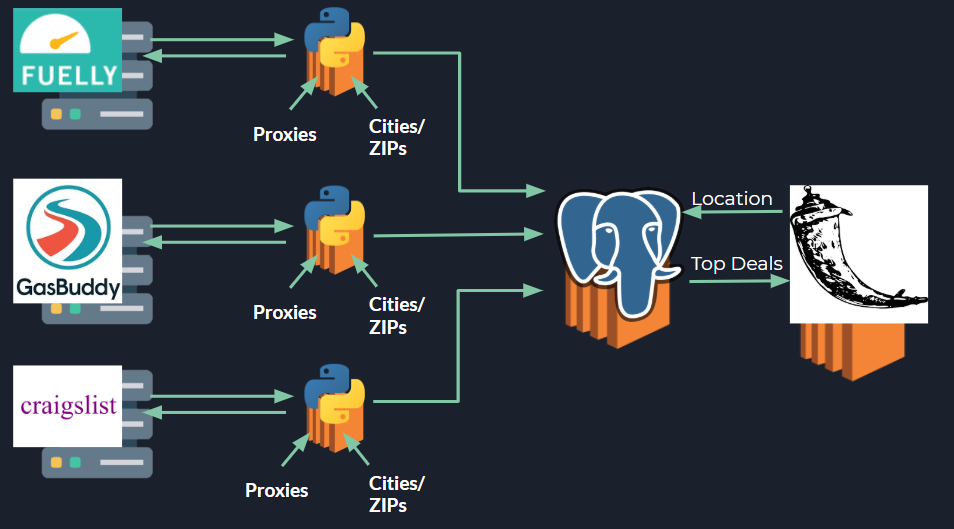 FUELLY
Proxies
Cities/
ZIPs
GasBuddy
Proxies
Cities/
ZIPs
craigslist
Proxies
Cities/
ZIPs
Location
Top Deals